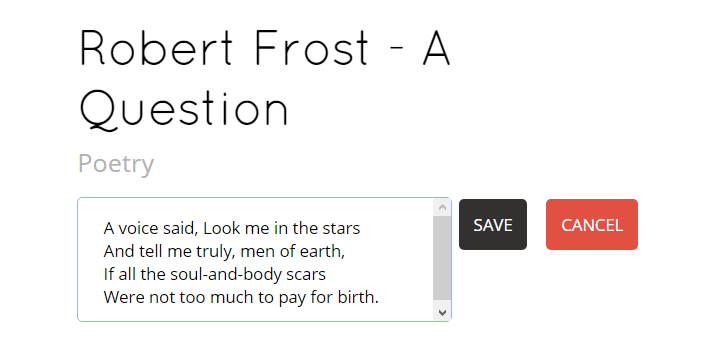 Robert Frost - A
Question
Poetry
A voice said, Look me in the stars
And tell me truly, men of earth,
If all the soul-and-body scars
Were not too much to pay for birth.
SAVE
CANCEL